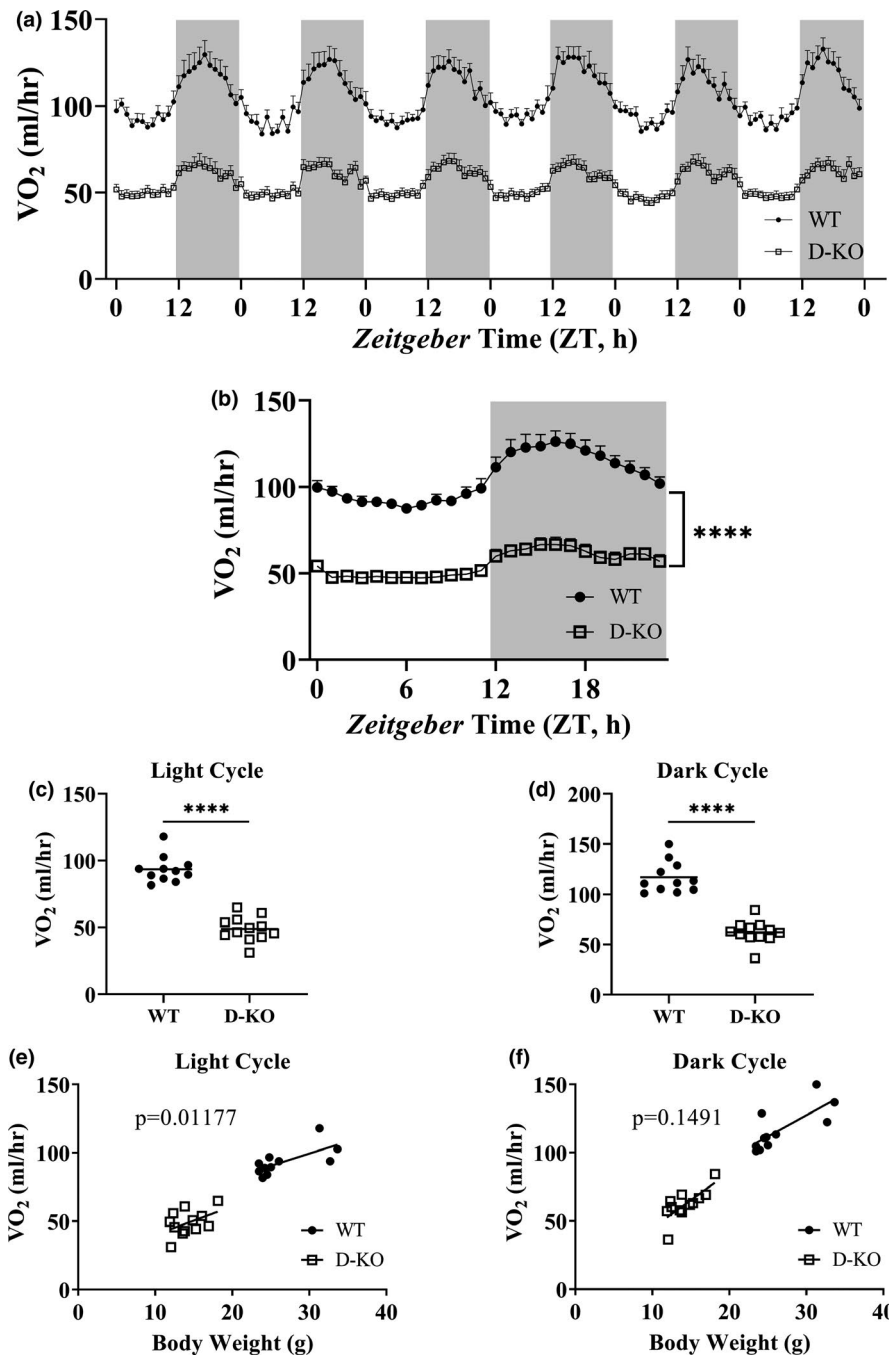 (a)
150
100
50
0
VO2 (ml/hr)
WT
D-KO
0 12 0 12 0 12 0 12 0 12 0 12 0
Zeitgeber Time (ZT, h)
(b)
150
100
50
0
VO2 (ml/hr)
****
WT
D-KO
0 6 12 18
Zeitgeber Time (ZT, h)
(c)
Light Cycle
150
100
50
0
VO2 (ml/hr)
****
WT D-KO
(d)
Dark Cycle
200
150
100
50
0
VO2 (ml/hr)
****
WT D-KO
(e)
Light Cycle
150
100
50
0
VO2 (ml/hr)
p=0.01177
WT
D-KO
0 10 20 30 40
Body Weight (g)
(f)
Dark Cycle
150
100
50
0
VO2 (ml/hr)
p=0.1491
WT
D-KO
0 10 20 30 40
Body Weight (g)